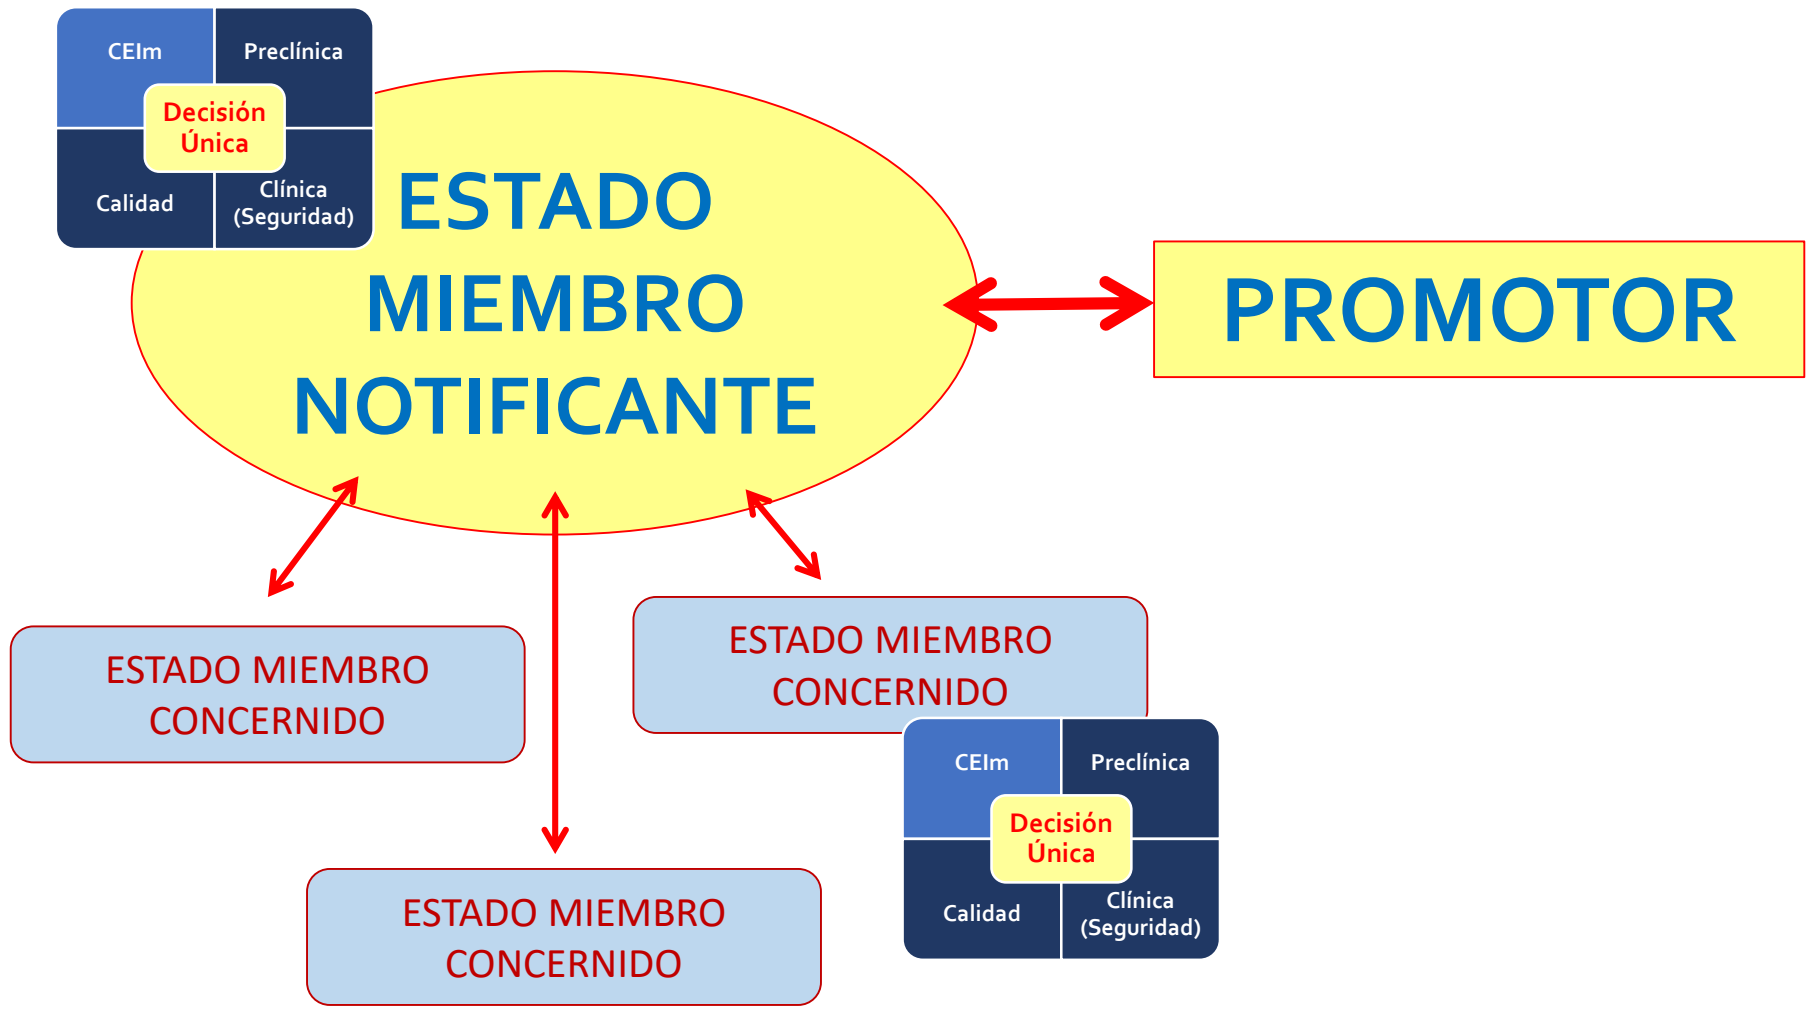 CEIm
Preclínica
Decisión
Única
Calidad
Clínica
(Seguridad)
ESTADO
MIEMBRO
NOTIFICANTE
PROMOTOR
ESTADO MIEMBRO
CONCERNIDO
ESTADO MIEMBRO
CONCERNIDO
CEIm
Preclínica
Decisión
Única
Calidad
Clínica
(Seguridad)
ESTADO MIEMBRO
CONCERNIDO